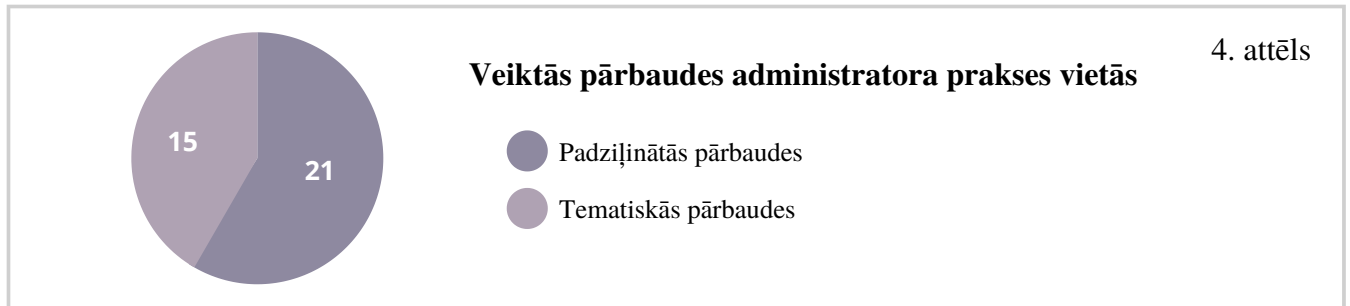 4. attēls
Veiktās pārbaudes administratora prakses vietās
15
21
Padziļinātās pārbaudes
Tematiskās pārbaudes